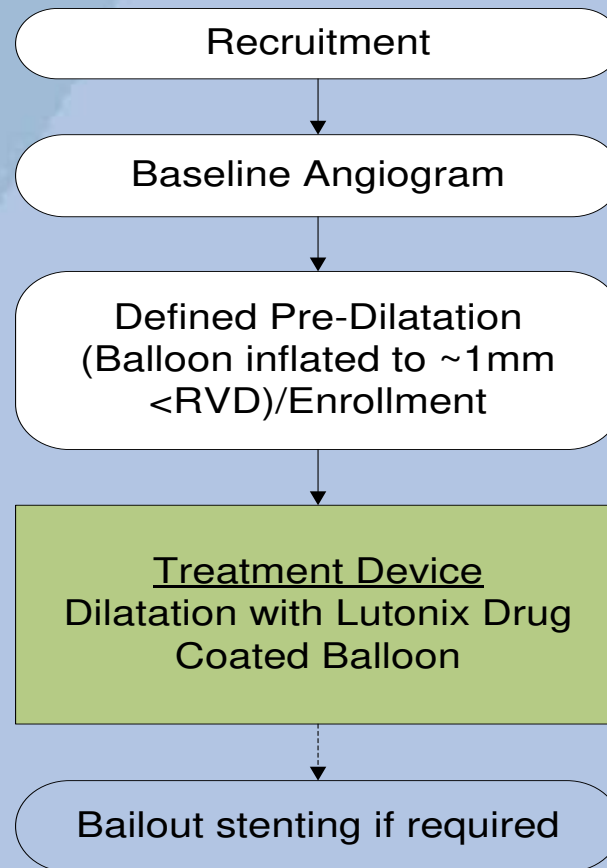 Recruitment
Baseline Angiogram
Defined Pre-Dilatation
(Balloon inflated to ~1mm
<RVD)/Enrollment
Treatment Device
Dilatation with Lutonix Drug
Coated Balloon
Bailout stenting if required